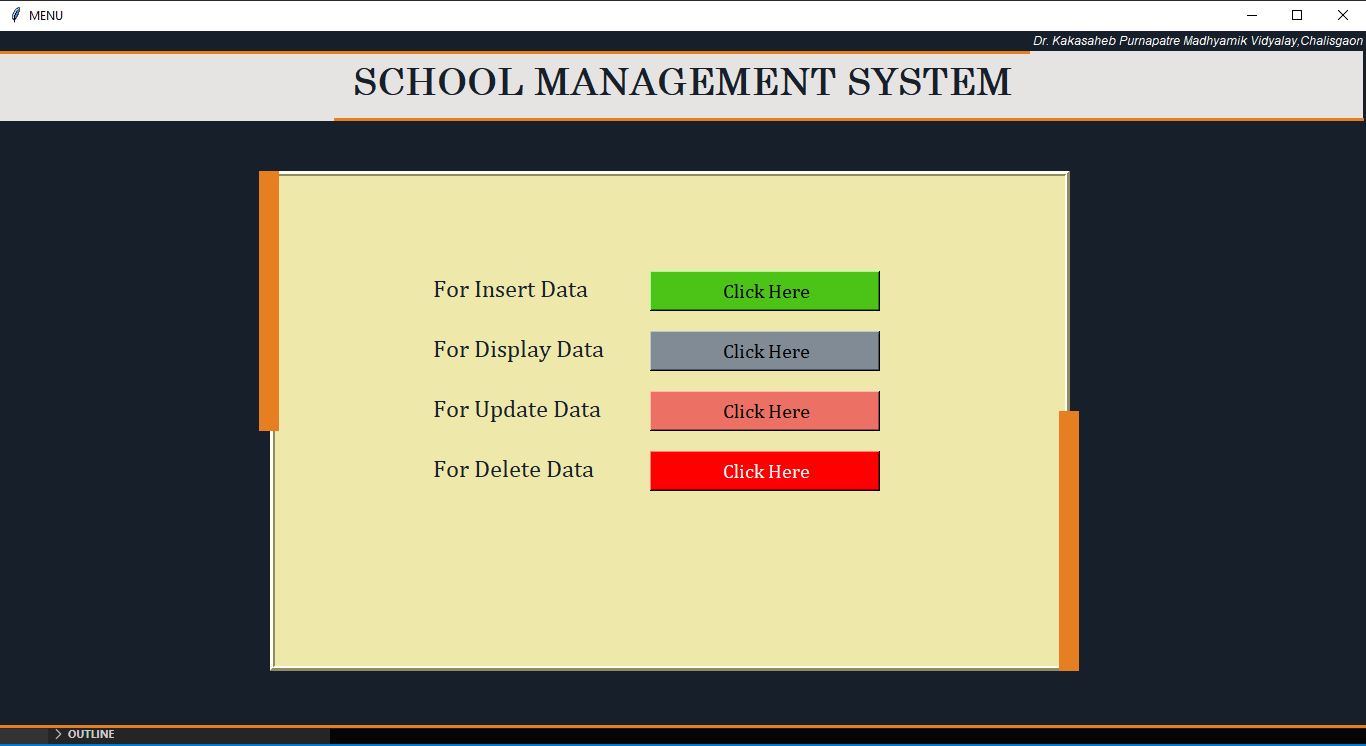 MENU
Dr. Kakasaheb Purnapatre Madhyamik Vidyalay,Chalisgaon
SCHOOL MANAGEMENT SYSTEM
For Insert Data Click Here
For Display Data Click Here
For Update Data Click Here
For Delete Data Click Here
OUTLINE